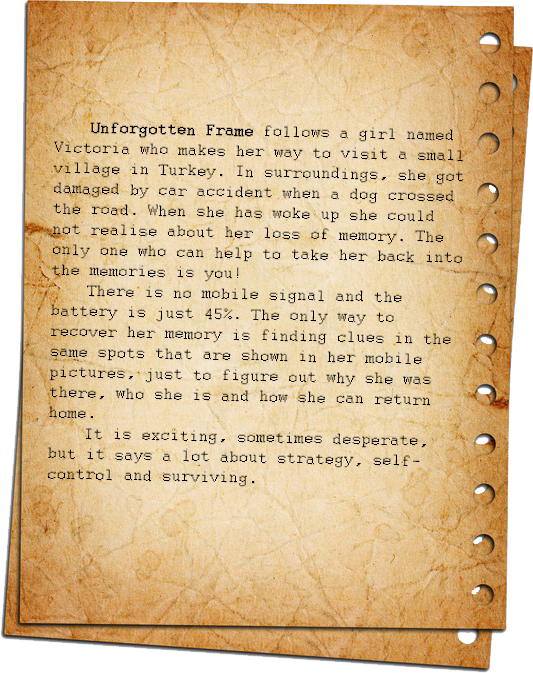 Unforgotten Frame follows a girl named
Victoria who makes her way to visit a small
village in Turkey. In surroundings, she got
damaged by car accident when a dog crossed
the road. When she has woke up she could
not realise about her loss of memory. The
only one who can help to take her back into
the memories is you!
There is no mobile signal and the
battery is just 45%. The only way to
recover her memory is finding clues in the
same spots that are shown in her mobile
pictures, just to figure out why she was
there, who she is and how she can return
home.
It is exciting, sometimes desperate,
but it says a lot about strategy, self-
control and surviving.